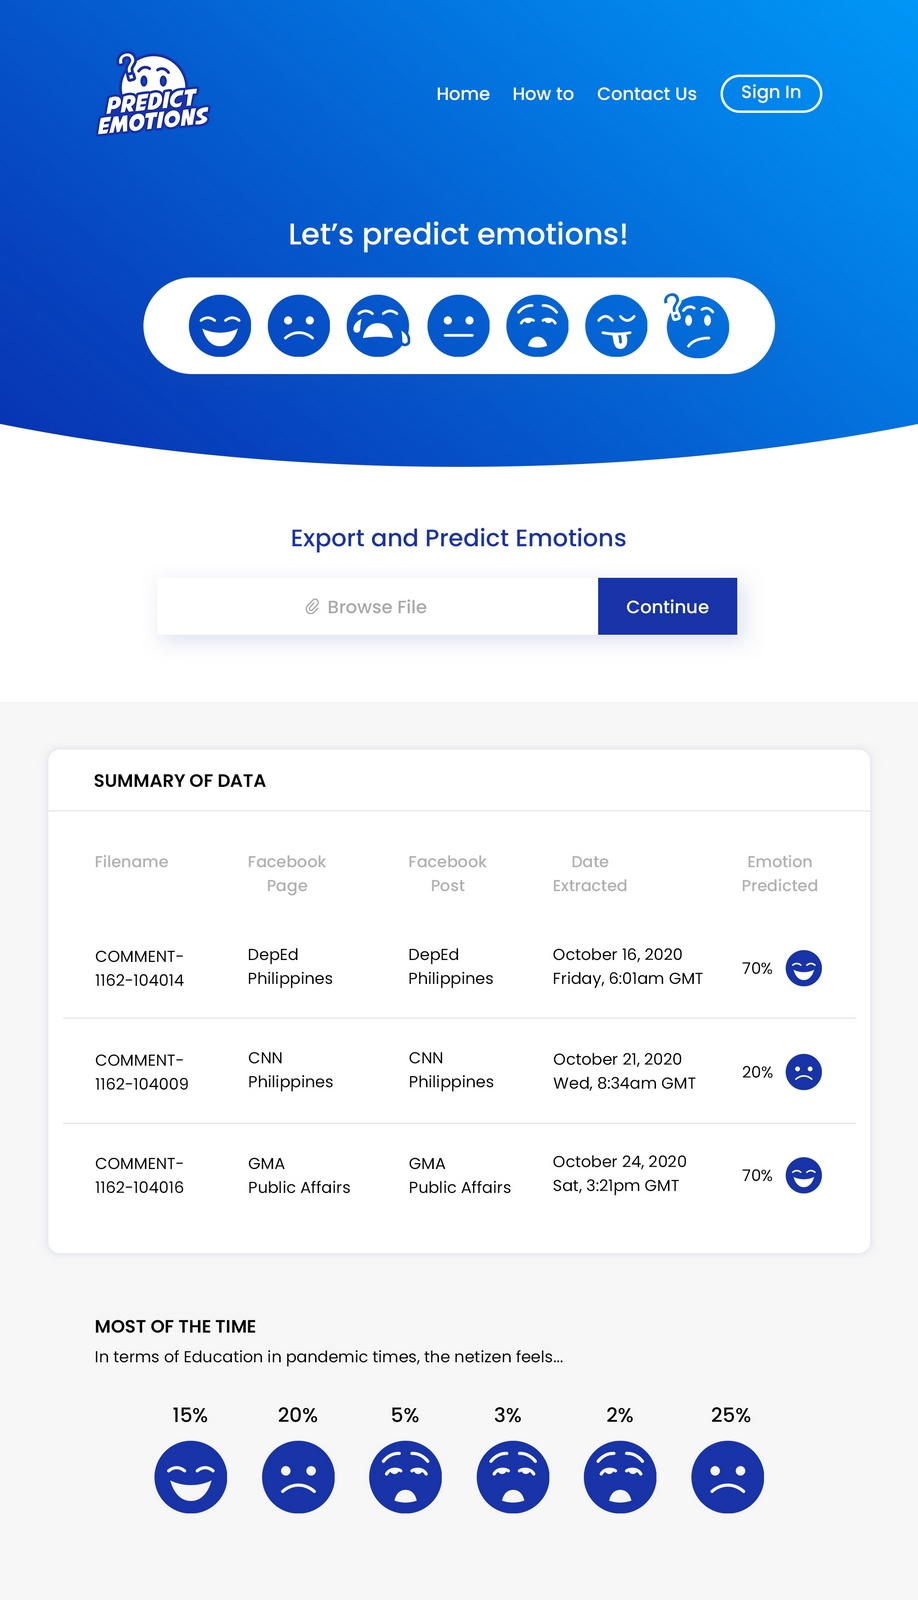 PREDICT
EMOTIONS
Home How to Contact Us Sign In
Let's predict emotions!
Export and Predict Emotions
Browse File Continue
SUMMARY OF DATA
Filename Facebook Facebook Date Emotion
Page Post Extracted Predicted
COMMENT- DepEd DepEd October 16, 2020
1162-104014 Philippines Philippines Friday, 6:01am GMT 70%
COMMENT- CNN CNN October 21, 2020
1162-104009 Philippines Philippines Wed, 8:34am GMT 20%
COMMENT- GMA GMA October 24, 2020
1162-104016 Public Affairs Public Affairs Sat, 3:21pm GMT 70%
MOST OF THE TIME
In terms of Education in pandemic times, the netizen feels...
15% 20% 5% 3% 2% 25%